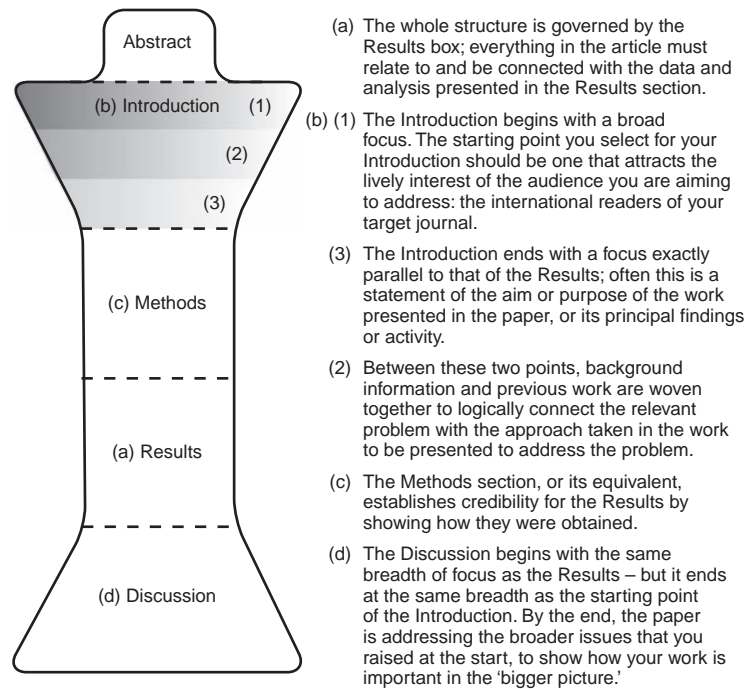 Abstract
(b) Introduction (1)
(2)
(3)
(c) Methods
(a) Results
(d) Discussion
(a) The whole structure is governed by the
Results box; everything in the article must
relate to and be connected with the data and
analysis presented in the Results section.
(b) (1) The Introduction begins with a broad
focus. The starting point you select for your
Introduction should be one that attracts the
lively interest of the audience you are aiming
to address: the international readers of your
target journal.
(3) The Introduction ends with a focus exactly
parallel to that of the Results; often this is a
statement of the aim or purpose of the work
presented in the paper, or its principal findings
or activity.
(2) Between these two points, background
information and previous work are woven
together to logically connect the relevant
problem with the approach taken in the work
to be presented to address the problem.
(c) The Methods section, or its equivalent,
establishes credibility for the Results by
showing how they were obtained.
(d) The Discussion begins with the same
breadth of focus as the Results – but it ends
at the same breadth as the starting point
of the Introduction. By the end, the paper
is addressing the broader issues that you
raised at the start, to show how your work is
important in the ‘bigger picture.’